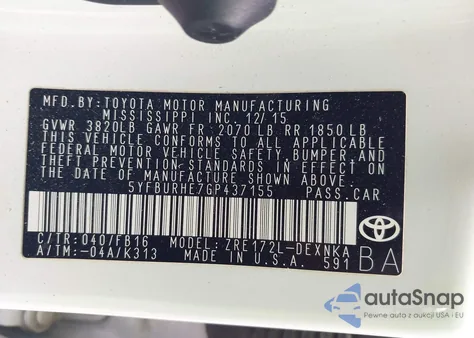 MFD.BY:TOYOTA MOTOR MANUFACTURING
MISSISSIPPI INC.12/15
GVWR 3820LB GAWR FR 2070 LB RR 1850 LB
THIS VEHICLE CONFORMS TO ALL APPLICABLE
FEDERAL MOTOR VEHICLE SAFETY,BUMPER,AND
THEFT PREVENTION STANDARDS IN EFFECT ON
THE DATE OF MANUFACTURE SHOWN ABOVE.
5YFBURHE7GP437155 PASS.CAR
C/TR:040/FB16 MODEL:ZRE172L-DEXNKA
A/TM:-04A/K313 MADE IN U.S.A. 591
BA
TOYOTA
autoSnap
Pewne auta z aukcji USA i EU